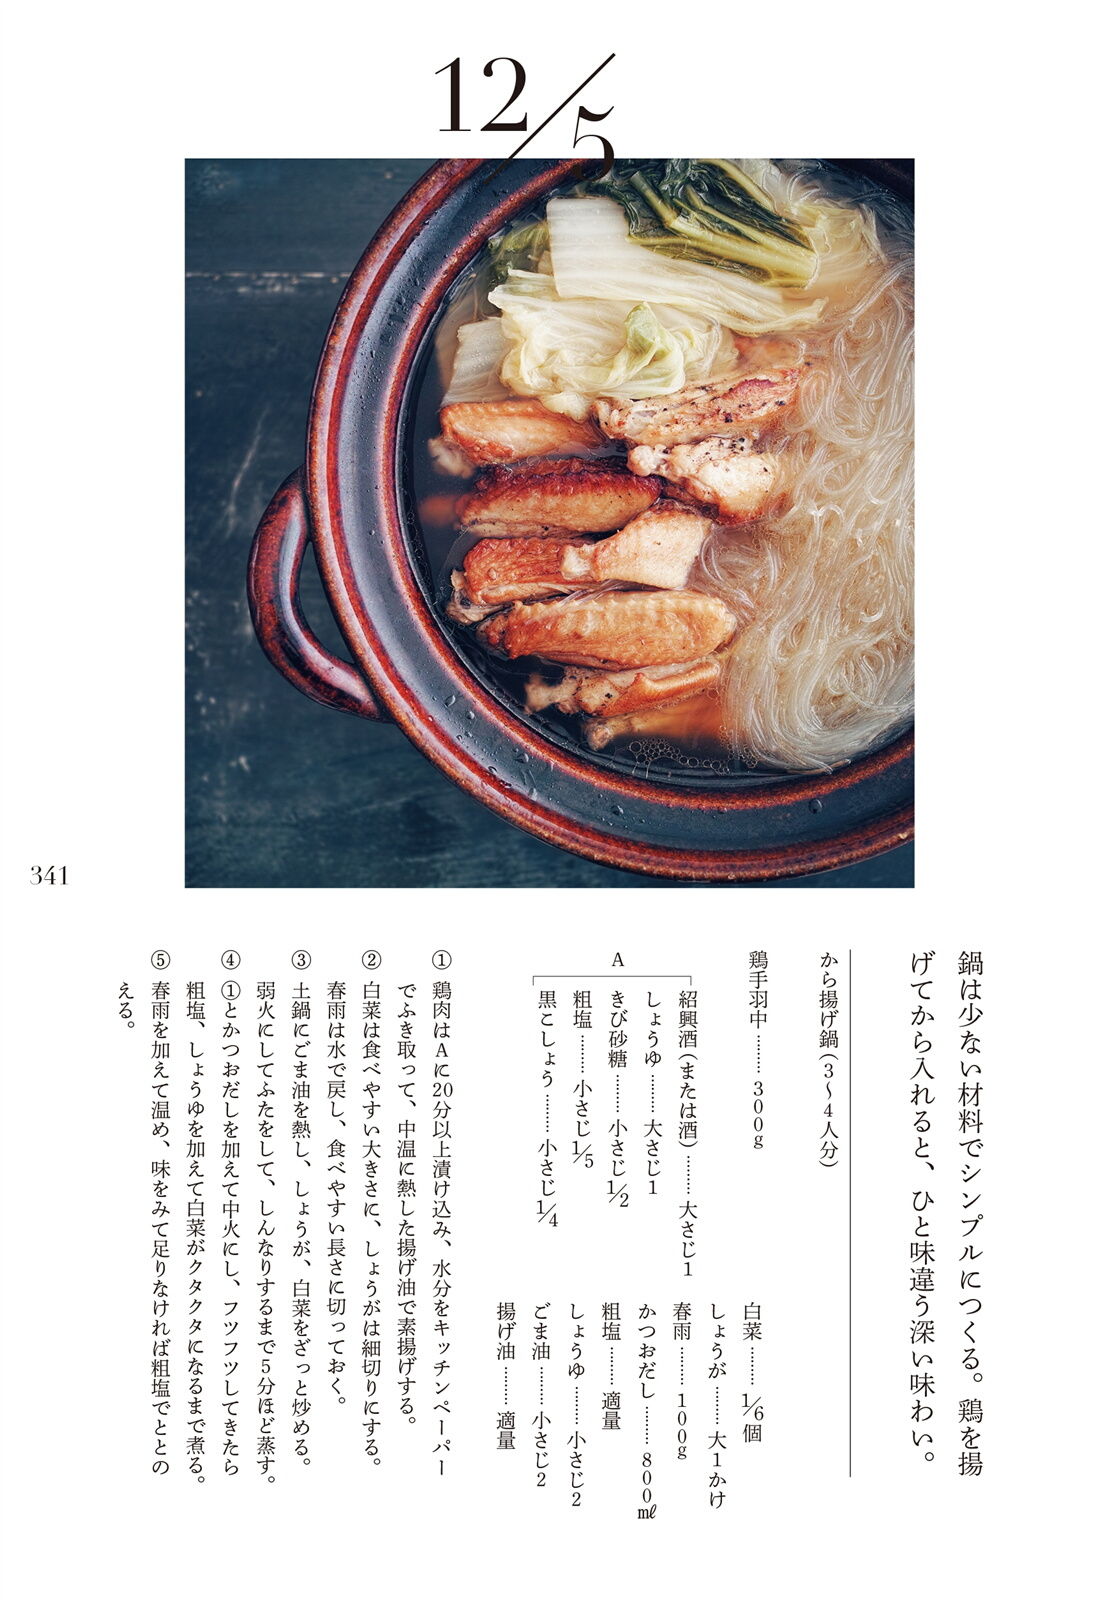 12/5
鍋は少ない材料でシンプルにつくる。鶏を揚
げてから入れると、ひと味違う深い味わい。
から揚げ鍋(3〜4人分)
鶏手羽中……… 300g
A
紹興酒(または酒)……… 大さじ1
しょうゆ……… 大さじ1
きび砂糖……… 小さじ1/2
粗塩……… 小さじ1/5
黒こしょう……… 小さじ1/4
白菜……… 1/6個
しょうが……… 大1かけ
春雨……… 100g
かつおだし……… 800㎖
粗塩……… 適量
しょうゆ……… 小さじ2
ごま油……… 小さじ2
揚げ油……… 適量
① 鶏肉はAに20分以上漬け込み、水分をキッチンペーパー
でふき取って、中温に熱した揚げ油で素揚げする。
② 白菜は食べやすい大きさに、しょうがは細切りにする。
春雨は水で戻し、食べやすい長さに切っておく。
③ 土鍋にごま油を熱し、しょうが、白菜をざっと炒める。
弱火にしてふたをして、しんなりするまで5分ほど蒸す。
④ ①とかつおだしを加えて中火にし、フツフツしてきたら
粗塩、しょうゆを加えて白菜がクタクタになるまで煮る。
⑤ 春雨を加えて温め、味をみて足りなければ粗塩でととの
える。
341